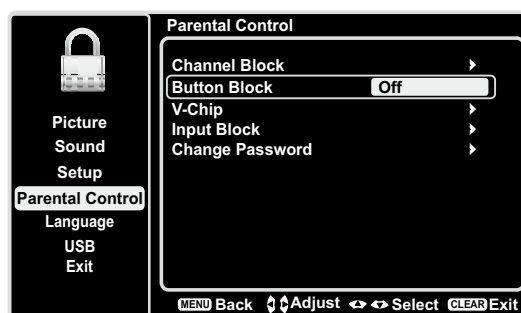 Parental Control
Channel Block
Button Block Off
V-Chip
Input Block
Change Password
Picture
Sound
Setup
Parental Control
Language
USB
Exit
MENU Back Adjust Select CLEAR Exit